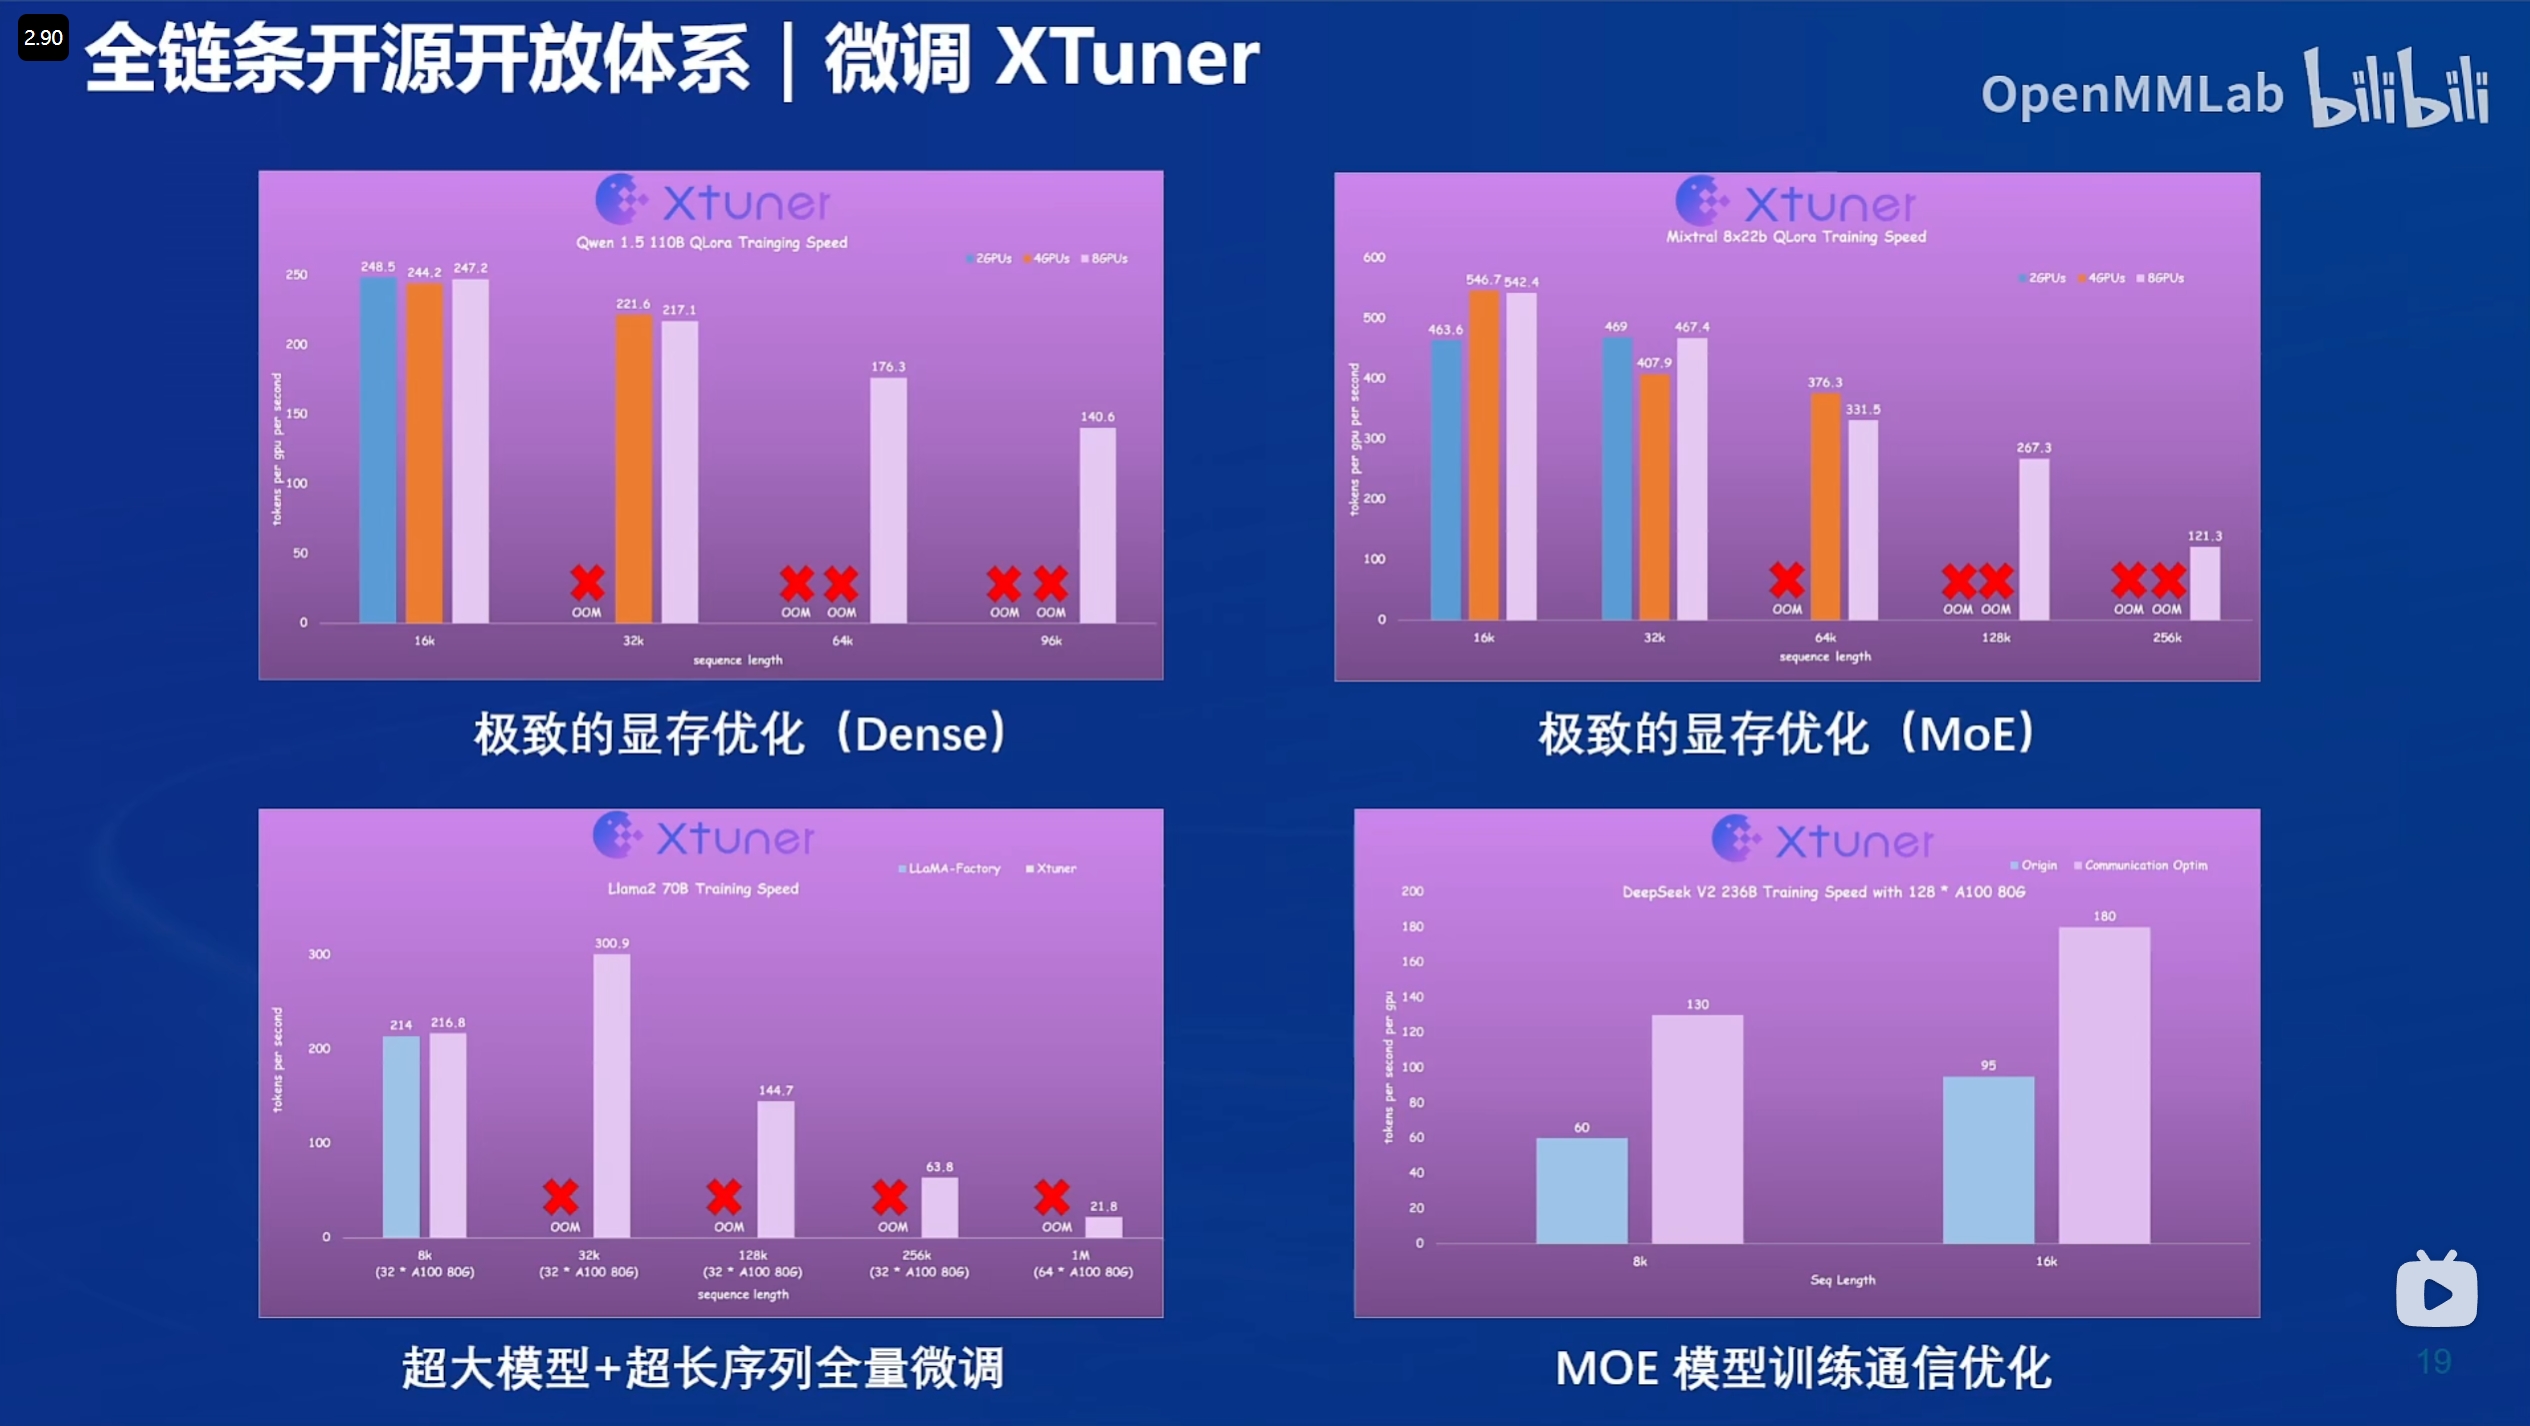 2.90
全链条开源开放体系 | 微调 XTuner
OpenMMLab bilibili
Xtuner
Qwen 1.5 110B QLora Trainging Speed
2GPUs 4GPUs 8GPUs
250
200
150
100
50
0
tokens per gpu per second
248.5 244.2 247.2
221.6 217.1
176.3
140.6
OOM OOM OOM OOM OOM
16k 32k 64k 96k
sequence length
极致的显存优化（Dense）
Xtuner
Mixtral 8x22b QLora Training Speed
2GPUs 4GPUs 8GPUs
600
500
400
300
200
100
0
tokens per gpu per second
463.6 546.7 542.4
469 407.9 467.4
376.3 331.5
267.3
121.3
OOM OOM OOM OOM OOM
16k 32k 64k 128k 256k
sequence length
极致的显存优化（MoE）
Xtuner
LLaMA-Factory Xtuner
Llama2 70B Training Speed
300
200
100
0
tokens per second
214 216.8
300.9
144.7
63.8
21.8
OOM OOM OOM OOM
8k 32k 128k 256k 1M
(32 * A100 80G) (32 * A100 80G) (32 * A100 80G) (32 * A100 80G) (64 * A100 80G)
sequence length
超大模型+超长序列全量微调
Xtuner
Origin Communication Optim
DeepSeek V2 236B Training Speed with 128 * A100 80G
200
180
160
140
120
100
80
60
40
20
0
tokens per second per gpu
60 130
95 180
8k 16k
Seq Length
MOE 模型训练通信优化
19